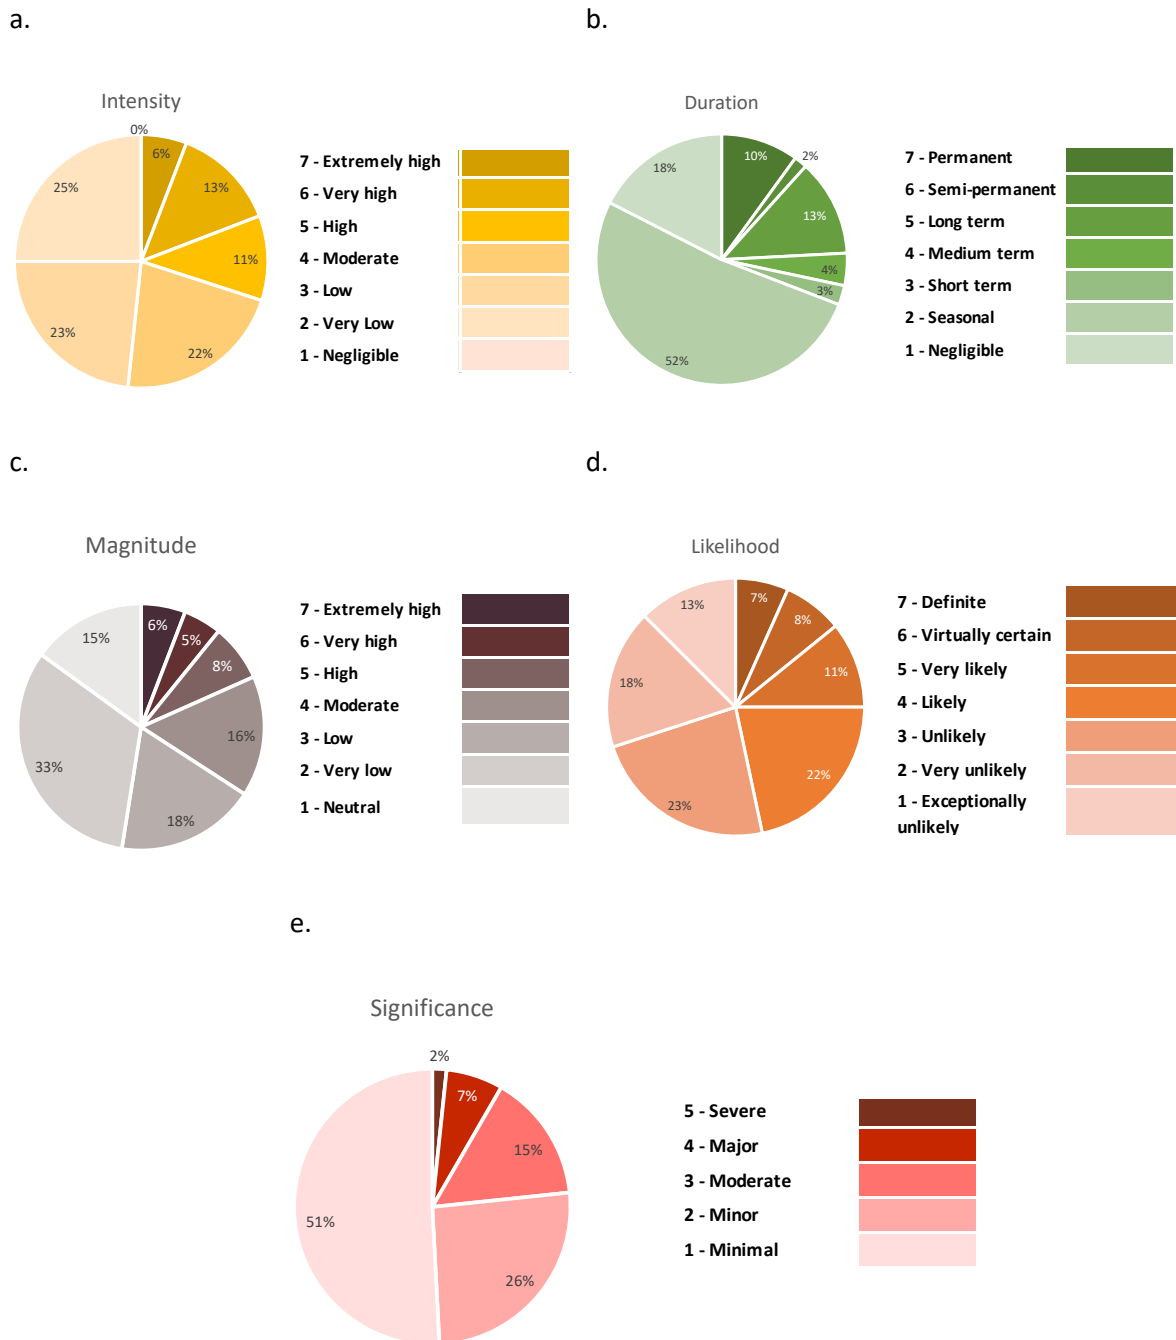 a.
Intensity
0%
6%
13%
11%
22%
23%
25%
7 - Extremely high
6 - Very high
5 - High
4 - Moderate
3 - Low
2 - Very Low
1 - Negligible
b.
Duration
10%
2%
13%
4%
3%
52%
18%
7 - Permanent
6 - Semi-permanent
5 - Long term
4 - Medium term
3 - Short term
2 - Seasonal
1 - Negligible
c.
Magnitude
6%
5%
8%
16%
18%
33%
15%
7 - Extremely high
6 - Very high
5 - High
4 - Moderate
3 - Low
2 - Very low
1 - Neutral
d.
Likelihood
7%
8%
11%
22%
23%
18%
13%
7 - Definite
6 - Virtually certain
5 - Very likely
4 - Likely
3 - Unlikely
2 - Very unlikely
1 - Exceptionally
unlikely
e.
Significance
2%
7%
15%
26%
51%
5 - Severe
4 - Major
3 - Moderate
2 - Minor
1 - Minimal